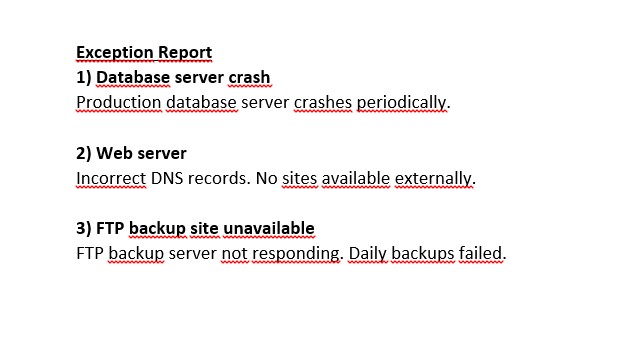 Exception Report
1) Database server crash
Production database server crashes periodically.
2) Web server
Incorrect DNS records. No sites available externally.
3) FTP backup site unavailable
FTP backup server not responding. Daily backups failed.